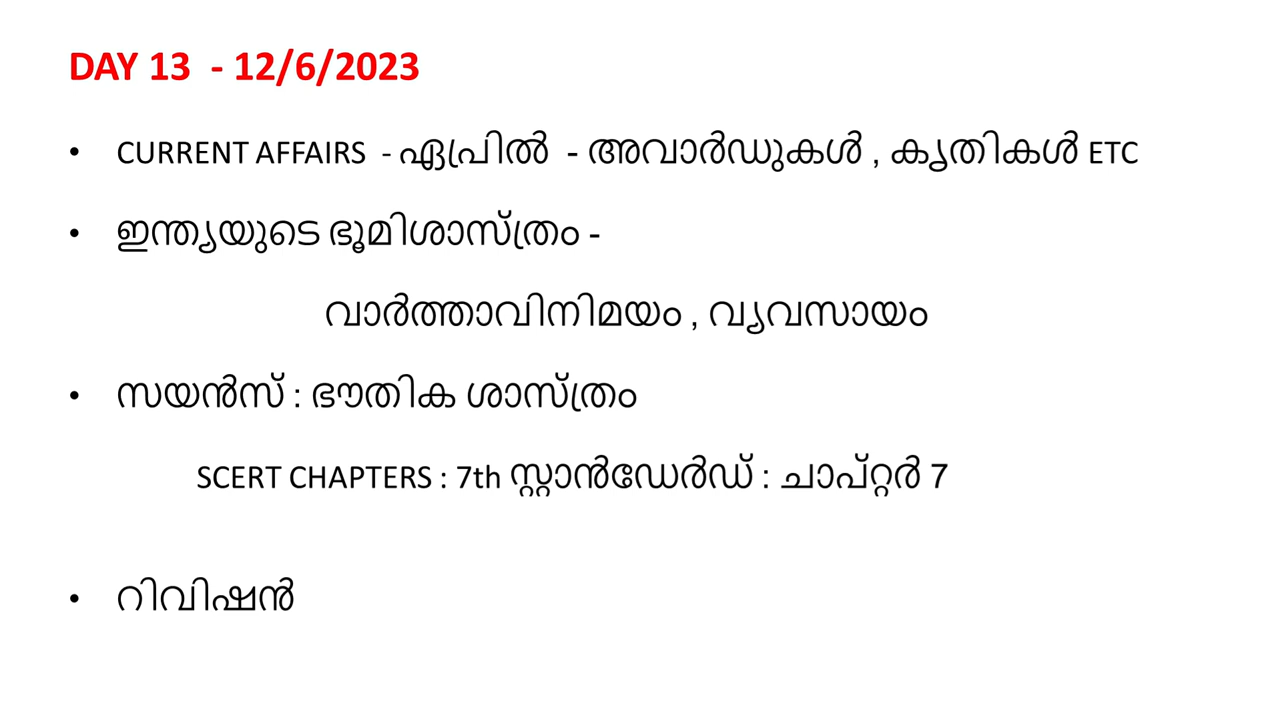 DAY 13 - 12/6/2023
• CURRENT AFFAIRS - ഏപ്രിൽ - അവാർഡുകൾ , കൃതികൾ ETC
• ഇന്ത്യയുടെ ഭൂമിശാസ്ത്രം -
വാർത്താവിനിമയം , വ്യവസായം
• സയൻസ് : ഭൗതിക ശാസ്ത്രം
SCERT CHAPTERS : 7th സ്റ്റാൻഡേർഡ് : ചാപ്റ്റർ 7
• റിവിഷൻ